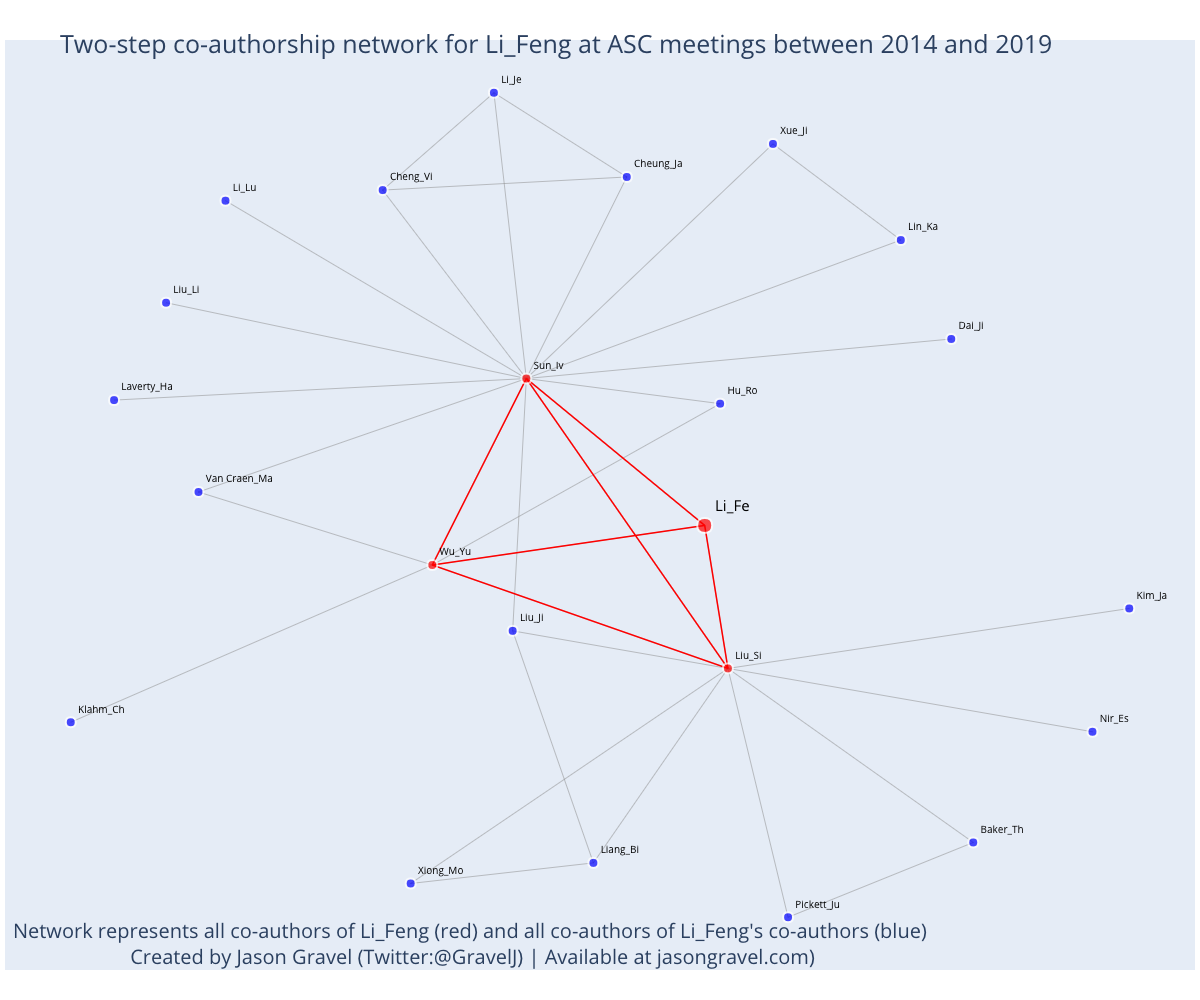 Two-step co-authorship network for Li_Feng at ASC meetings between 2014 and 2019
Li_Je
Xue_Ji
Cheung_Ja
Cheng_Vi
Li_Lu
Lin_Ka
Liu_Li
Dai_Ji
Sun_Iv
Laverty_Ha
Hu_Ro
Van Craen_Ma
Li_Fe
Wu_Yu
Kim_Ja
Liu_Ji
Liu_Si
Klahm_Ch
Nir_Es
Baker_Th
Liang_Bi
Xiong_Mo
Pickett_Ju
Network represents all co-authors of Li_Feng (red) and all co-authors of Li_Feng's co-authors (blue)
Created by Jason Gravel (Twitter:@GravelJ) | Available at jasongravel.com)